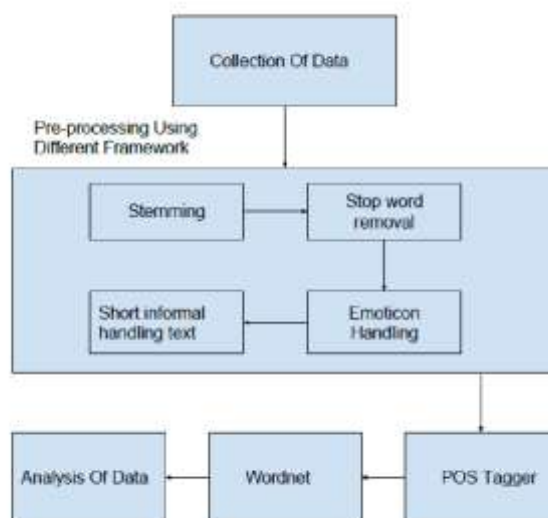 Collection Of Data
Pre-processing Using
Different Framework
Stemming
Stop word
removal
Short informal
handling text
Emoticon
Handling
Analysis Of Data
Wordnet
POS Tagger